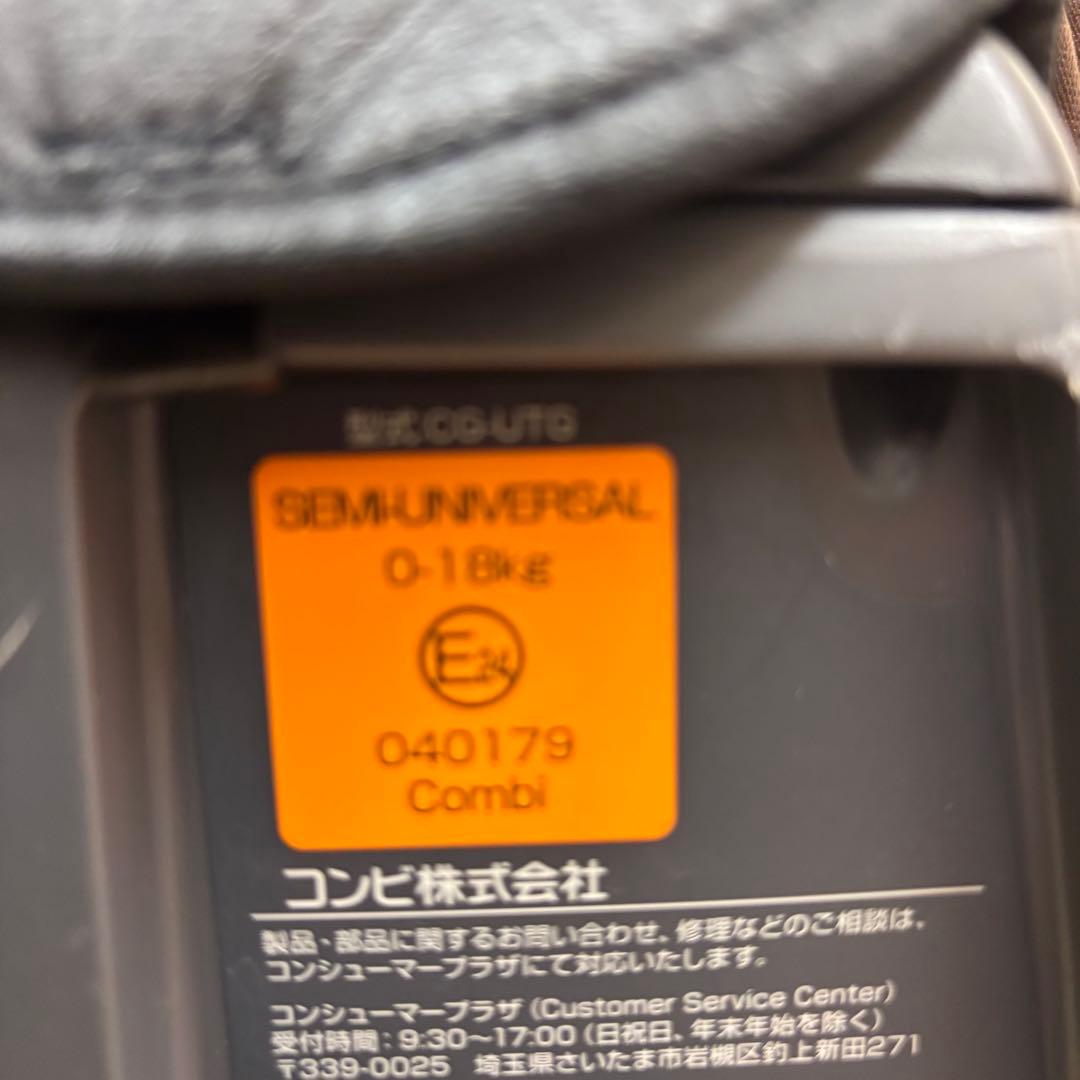 型式 CG-UTG
SEMI-UNIVERSAL
0-18kg
E24
040179
Combi
コンビ株式会社
製品・部品に関するお問い合わせ、修理などのご相談は、
コンシューマープラザにて対応いたします。
コンシューマープラザ (Customer Service Center)
受付時間：9:30〜17:00 (日祝日、年末年始を除く)
〒339-0025 埼玉県さいたま市岩槻区釣上新田271